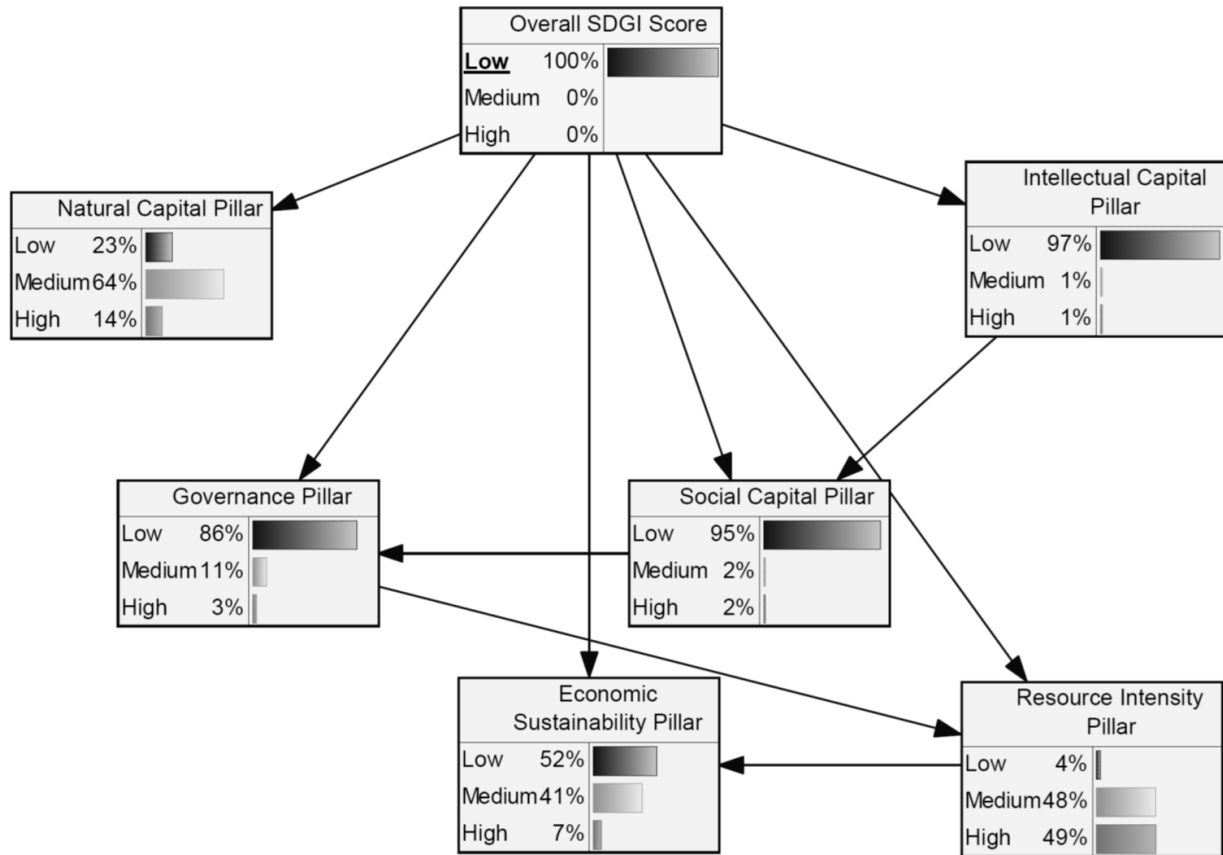 Overall SDGI Score
Low 100%
Medium 0%
High 0%
Natural Capital Pillar
Low 23%
Medium 64%
High 14%
Intellectual Capital
Pillar
Low 97%
Medium 1%
High 1%
Governance Pillar
Low 86%
Medium 11%
High 3%
Social Capital Pillar
Low 95%
Medium 2%
High 2%
Economic
Sustainability Pillar
Low 52%
Medium 41%
High 7%
Resource Intensity
Pillar
Low 4%
Medium 48%
High 49%